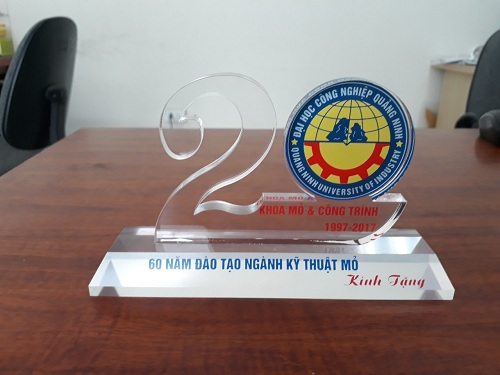 ĐẠI HỌC CÔNG NGHIỆP QUẢNG NINH
QUANG NINH UNIVERSITY OF INDUSTRY
KHOA MỎ & CÔNG TRÌNH
1997-2017
60 NĂM ĐÀO TẠO NGÀNH KỸ THUẬT MỎ
Kính Tặng